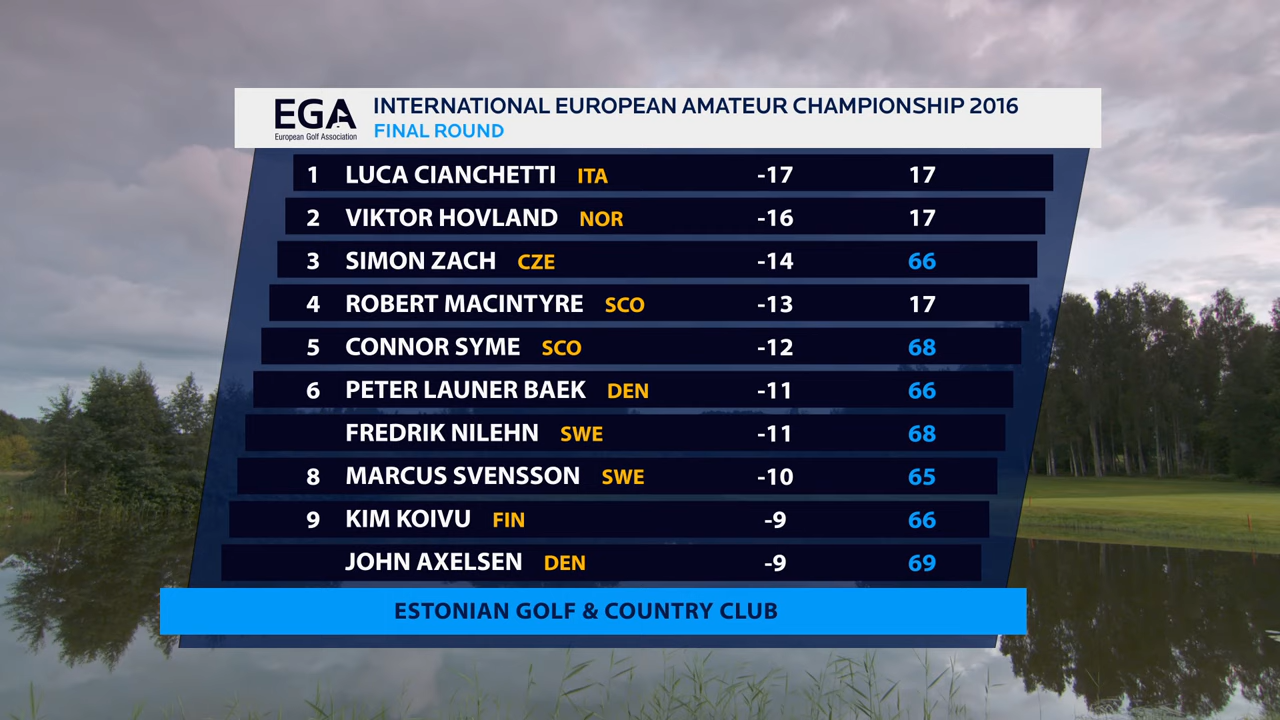 EGA
European Golf Association
INTERNATIONAL EUROPEAN AMATEUR CHAMPIONSHIP 2016
FINAL ROUND
1 LUCA CIANCHETTI ITA -17 17
2 VIKTOR HOVLAND NOR -16 17
3 SIMON ZACH CZE -14 66
4 ROBERT MACINTYRE SCO -13 17
5 CONNOR SYME SCO -12 68
6 PETER LAUNER BAEK DEN -11 66
FREDRIK NILEHN SWE -11 68
8 MARCUS SVENSSON SWE -10 65
9 KIM KOIVU FIN -9 66
JOHN AXELSEN DEN -9 69
ESTONIAN GOLF & COUNTRY CLUB